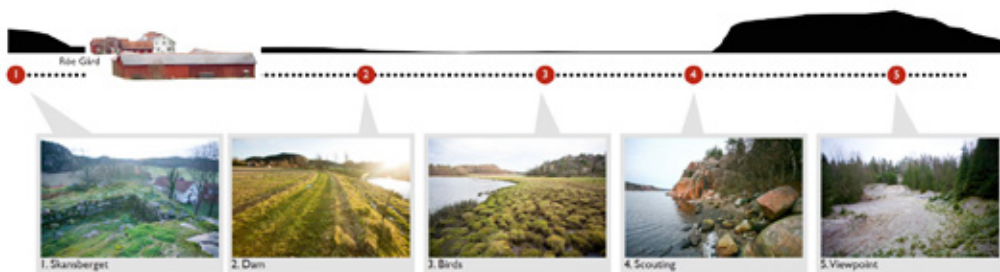 Röe Gård
1
2
3
4
5
1. Skansberget
2. Dam
3. Birds
4. Scouting
5. Viewpoint